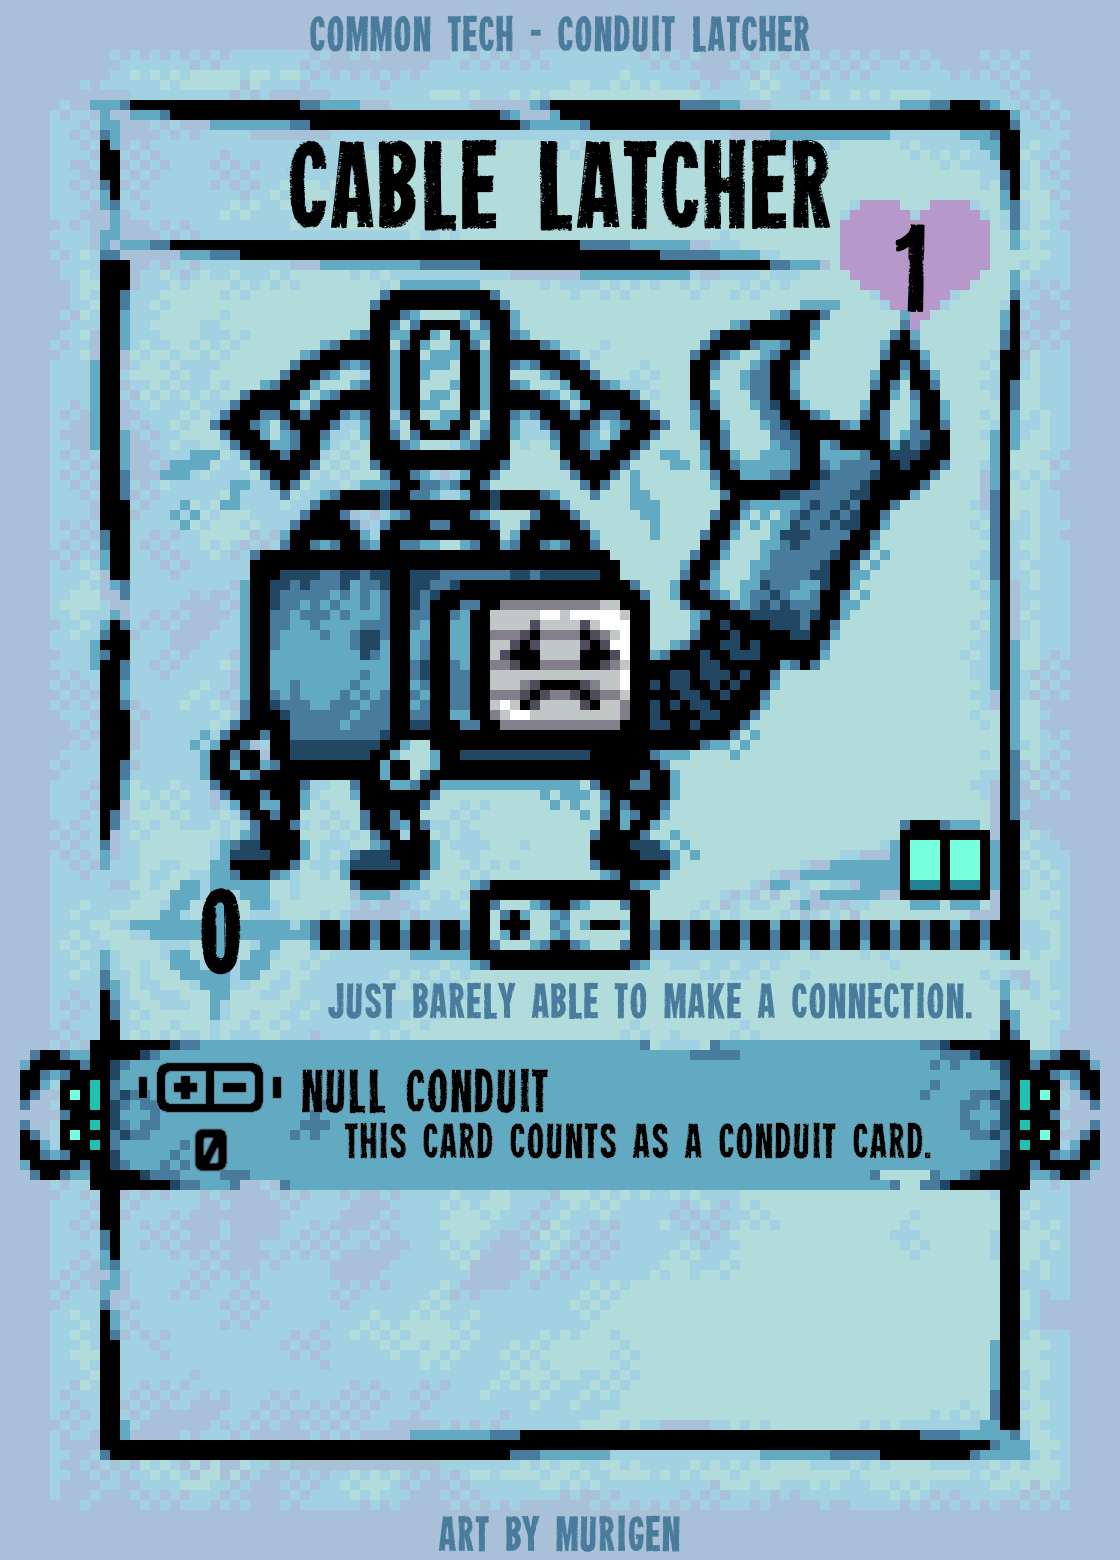 COMMON TECH - CONDUIT LATCHER
CABLE LATCHER
1
0
JUST BARELY ABLE TO MAKE A CONNECTION.
NULL CONDUIT
THIS CARD COUNTS AS A CONDUIT CARD.
0
ART BY MURIGEN